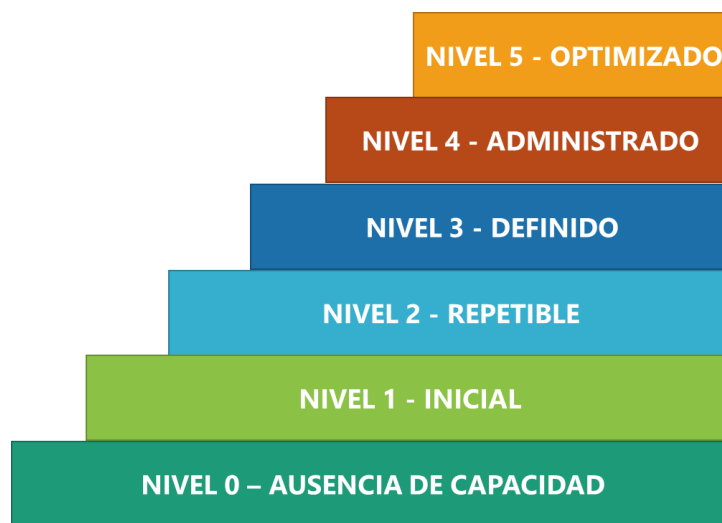 NIVEL 5 - OPTIMIZADO
NIVEL 4 - ADMINISTRADO
NIVEL 3 - DEFINIDO
NIVEL 2 - REPETIBLE
NIVEL 1 - INICIAL
NIVEL 0 – AUSENCIA DE CAPACIDAD